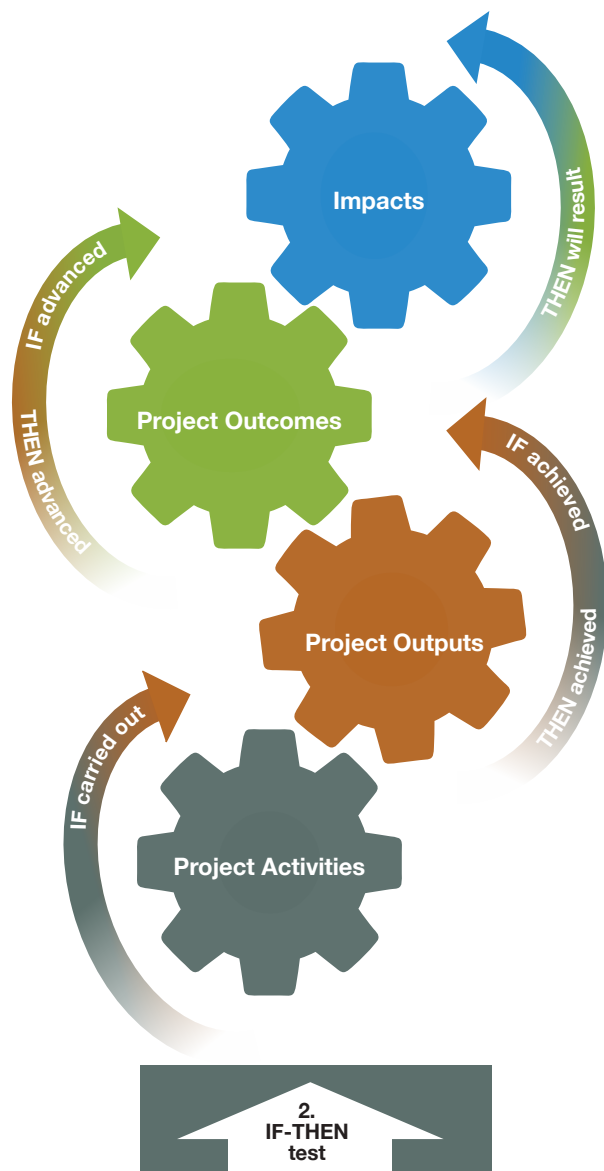 Impacts
THEN will result
IF advanced
THEN advanced
Project Outcomes
IF achieved
THEN achieved
Project Outputs
IF carried out
Project Activities
2.
IF-THEN
test